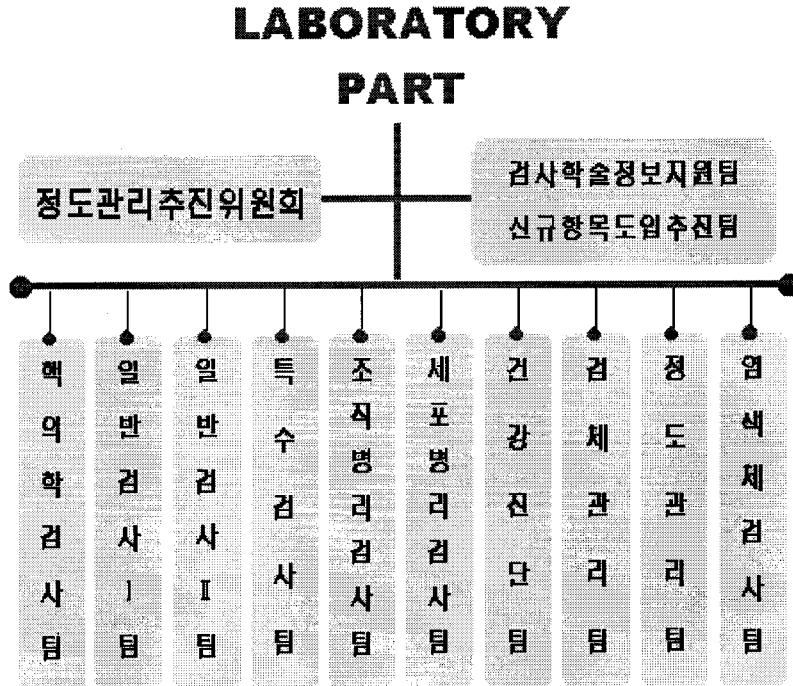 LABORATORY
PART
정도관리추진위원회
검사학술정보지원팀
신규항목도입추진팀
핵의학검사팀
일반검사Ⅰ팀
일반검사Ⅱ팀
특수검사팀
조직병리검사팀
세포병리검사팀
건강진단팀
검체관리팀
정도관리팀
염색체검사팀